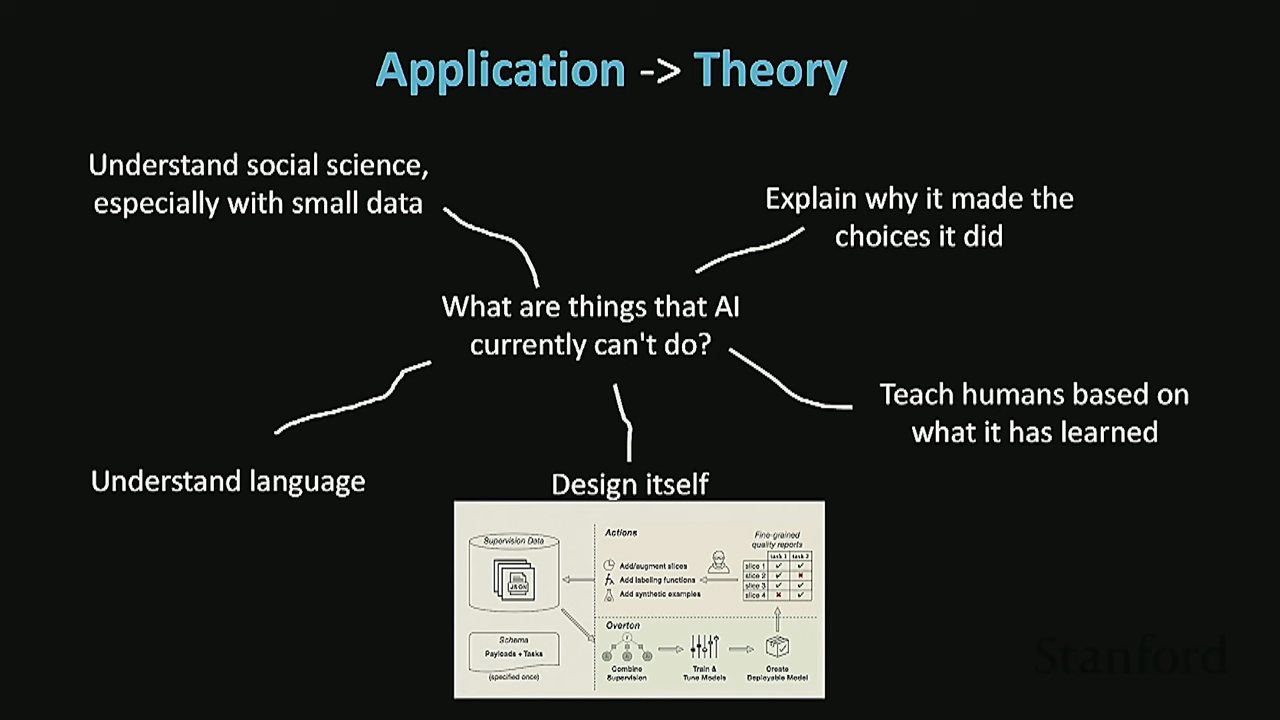 Application -> Theory
Understand social science,
especially with small data
Explain why it made the
choices it did
What are things that AI
currently can't do?
Teach humans based on
what it has learned
Understand language
Design itself
Supervision Data
JSON
Schema
Payloads + Tasks
(specified once)
Actions
Add/augment slices
Add labeling functions
Add synthetic examples
Fine-grained
quality reports
task 1 task 2
slice 1 ✓ ✓
slice 2 ✓ ✖
slice 3 ✓ ✓
slice 4 ✖ ✓
Overton
Combine
Supervision
Train &
Tune Models
Create
Deployable Model
Stanford